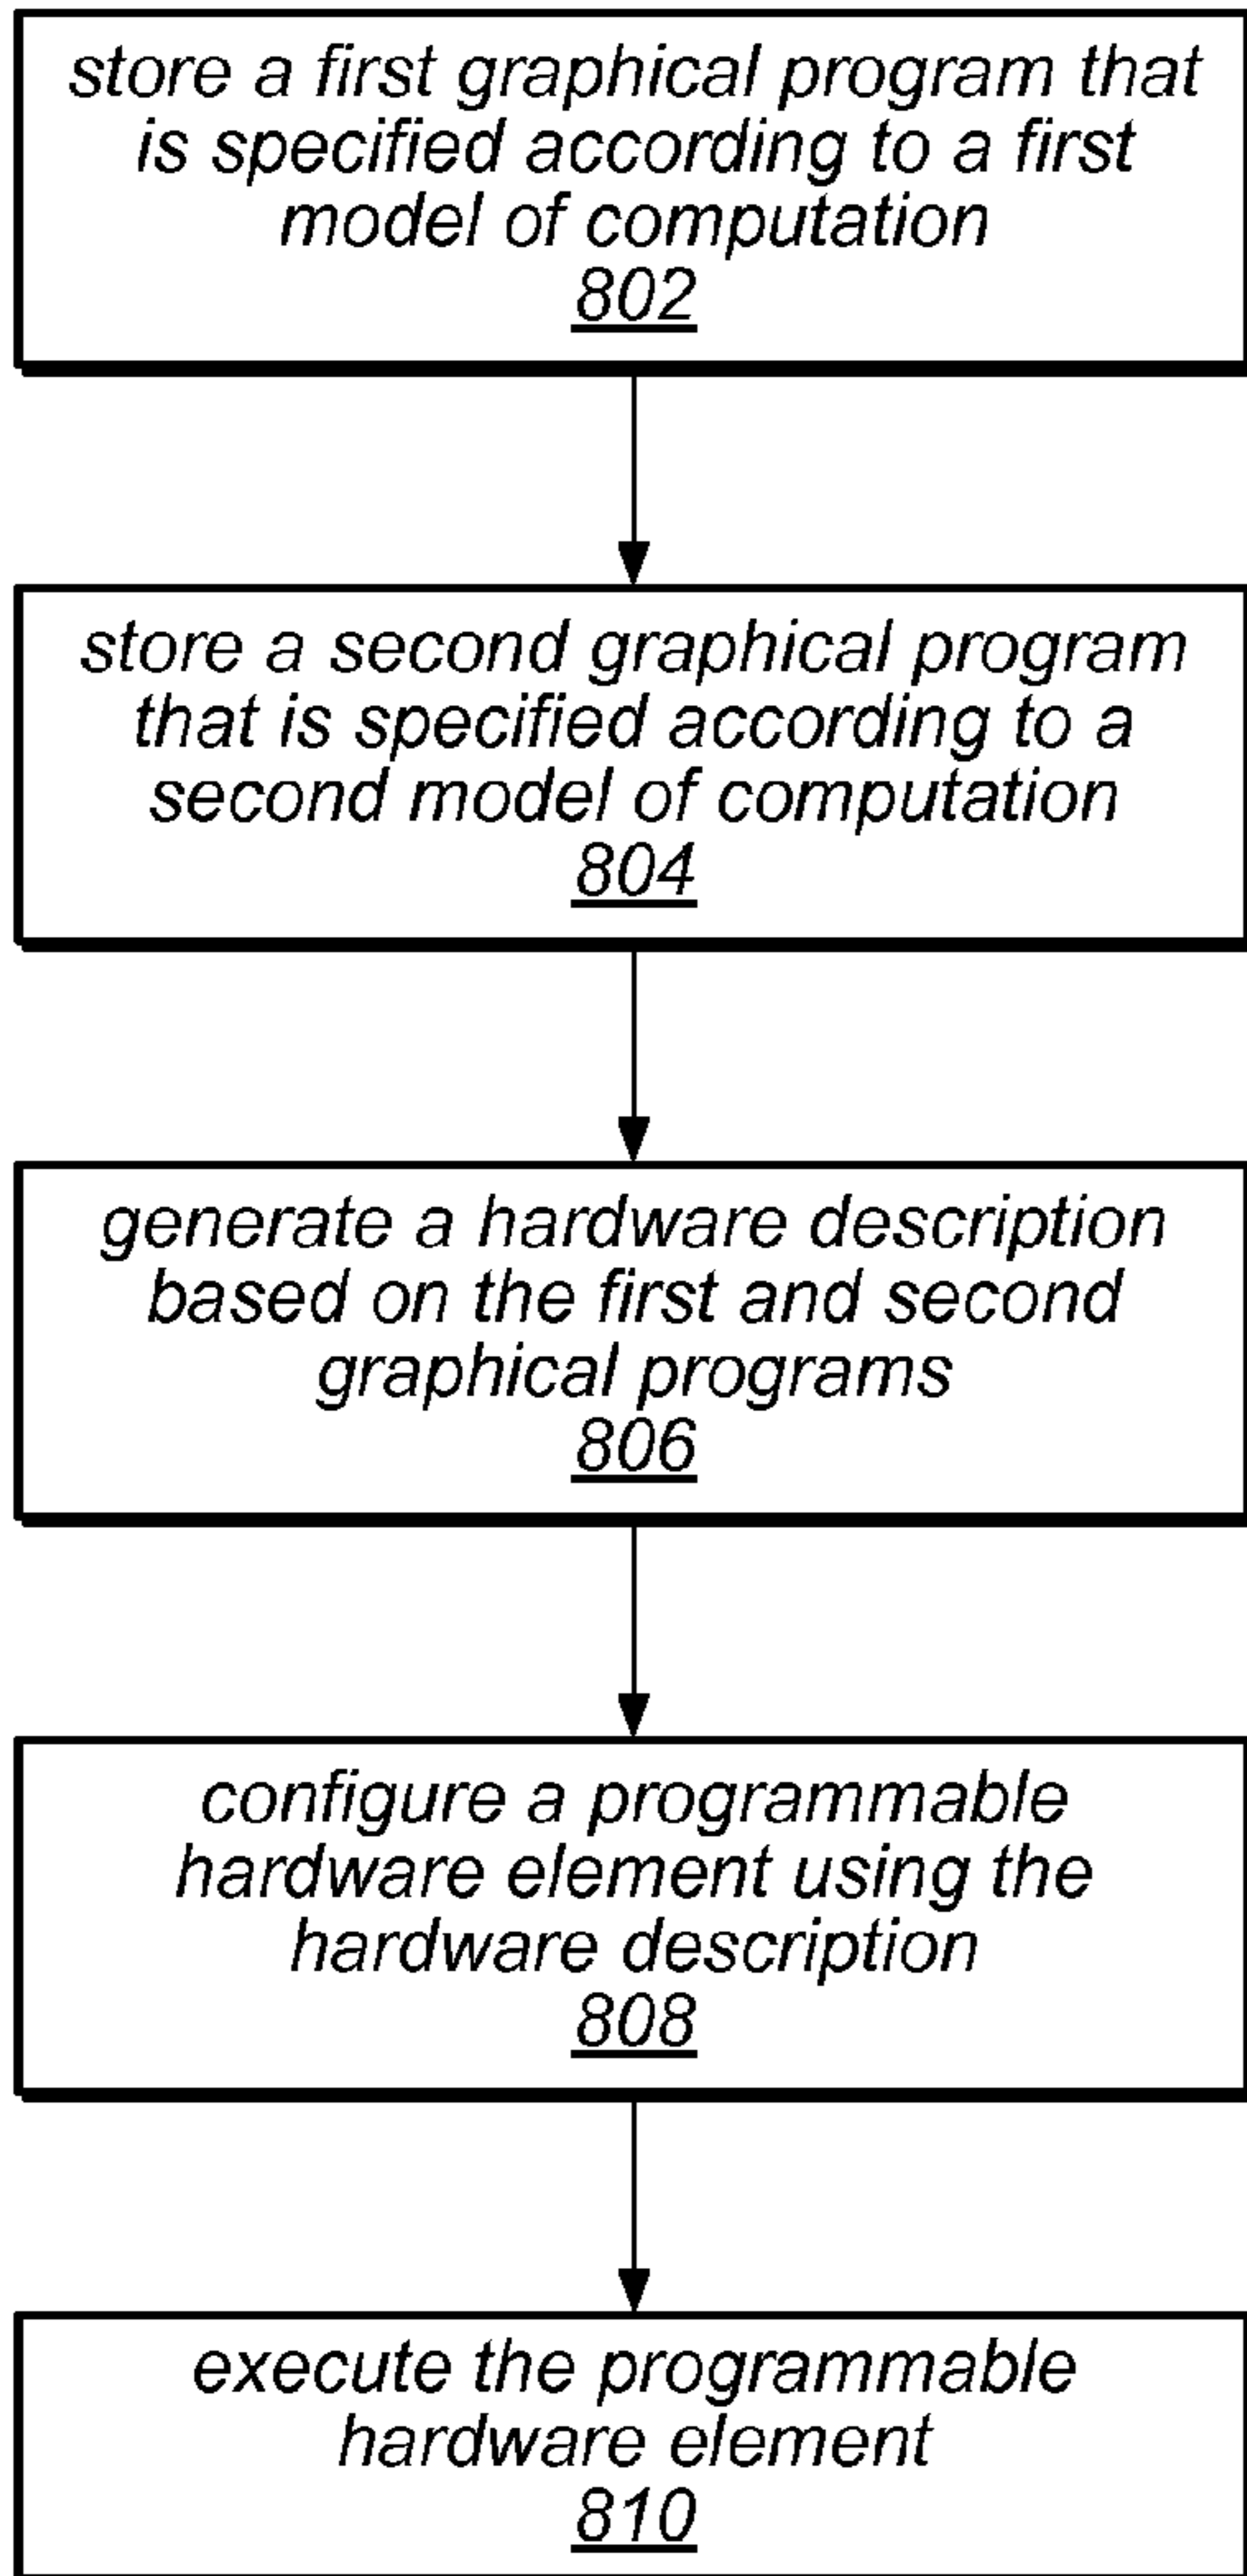 store a first graphical program that
is specified according to a first
model of computation
802
store a second graphical program
that is specified according to a
second model of computation
804
generate a hardware description
based on the first and second
graphical programs
806
configure a programmable
hardware element using the
hardware description
808
execute the programmable
hardware element
810